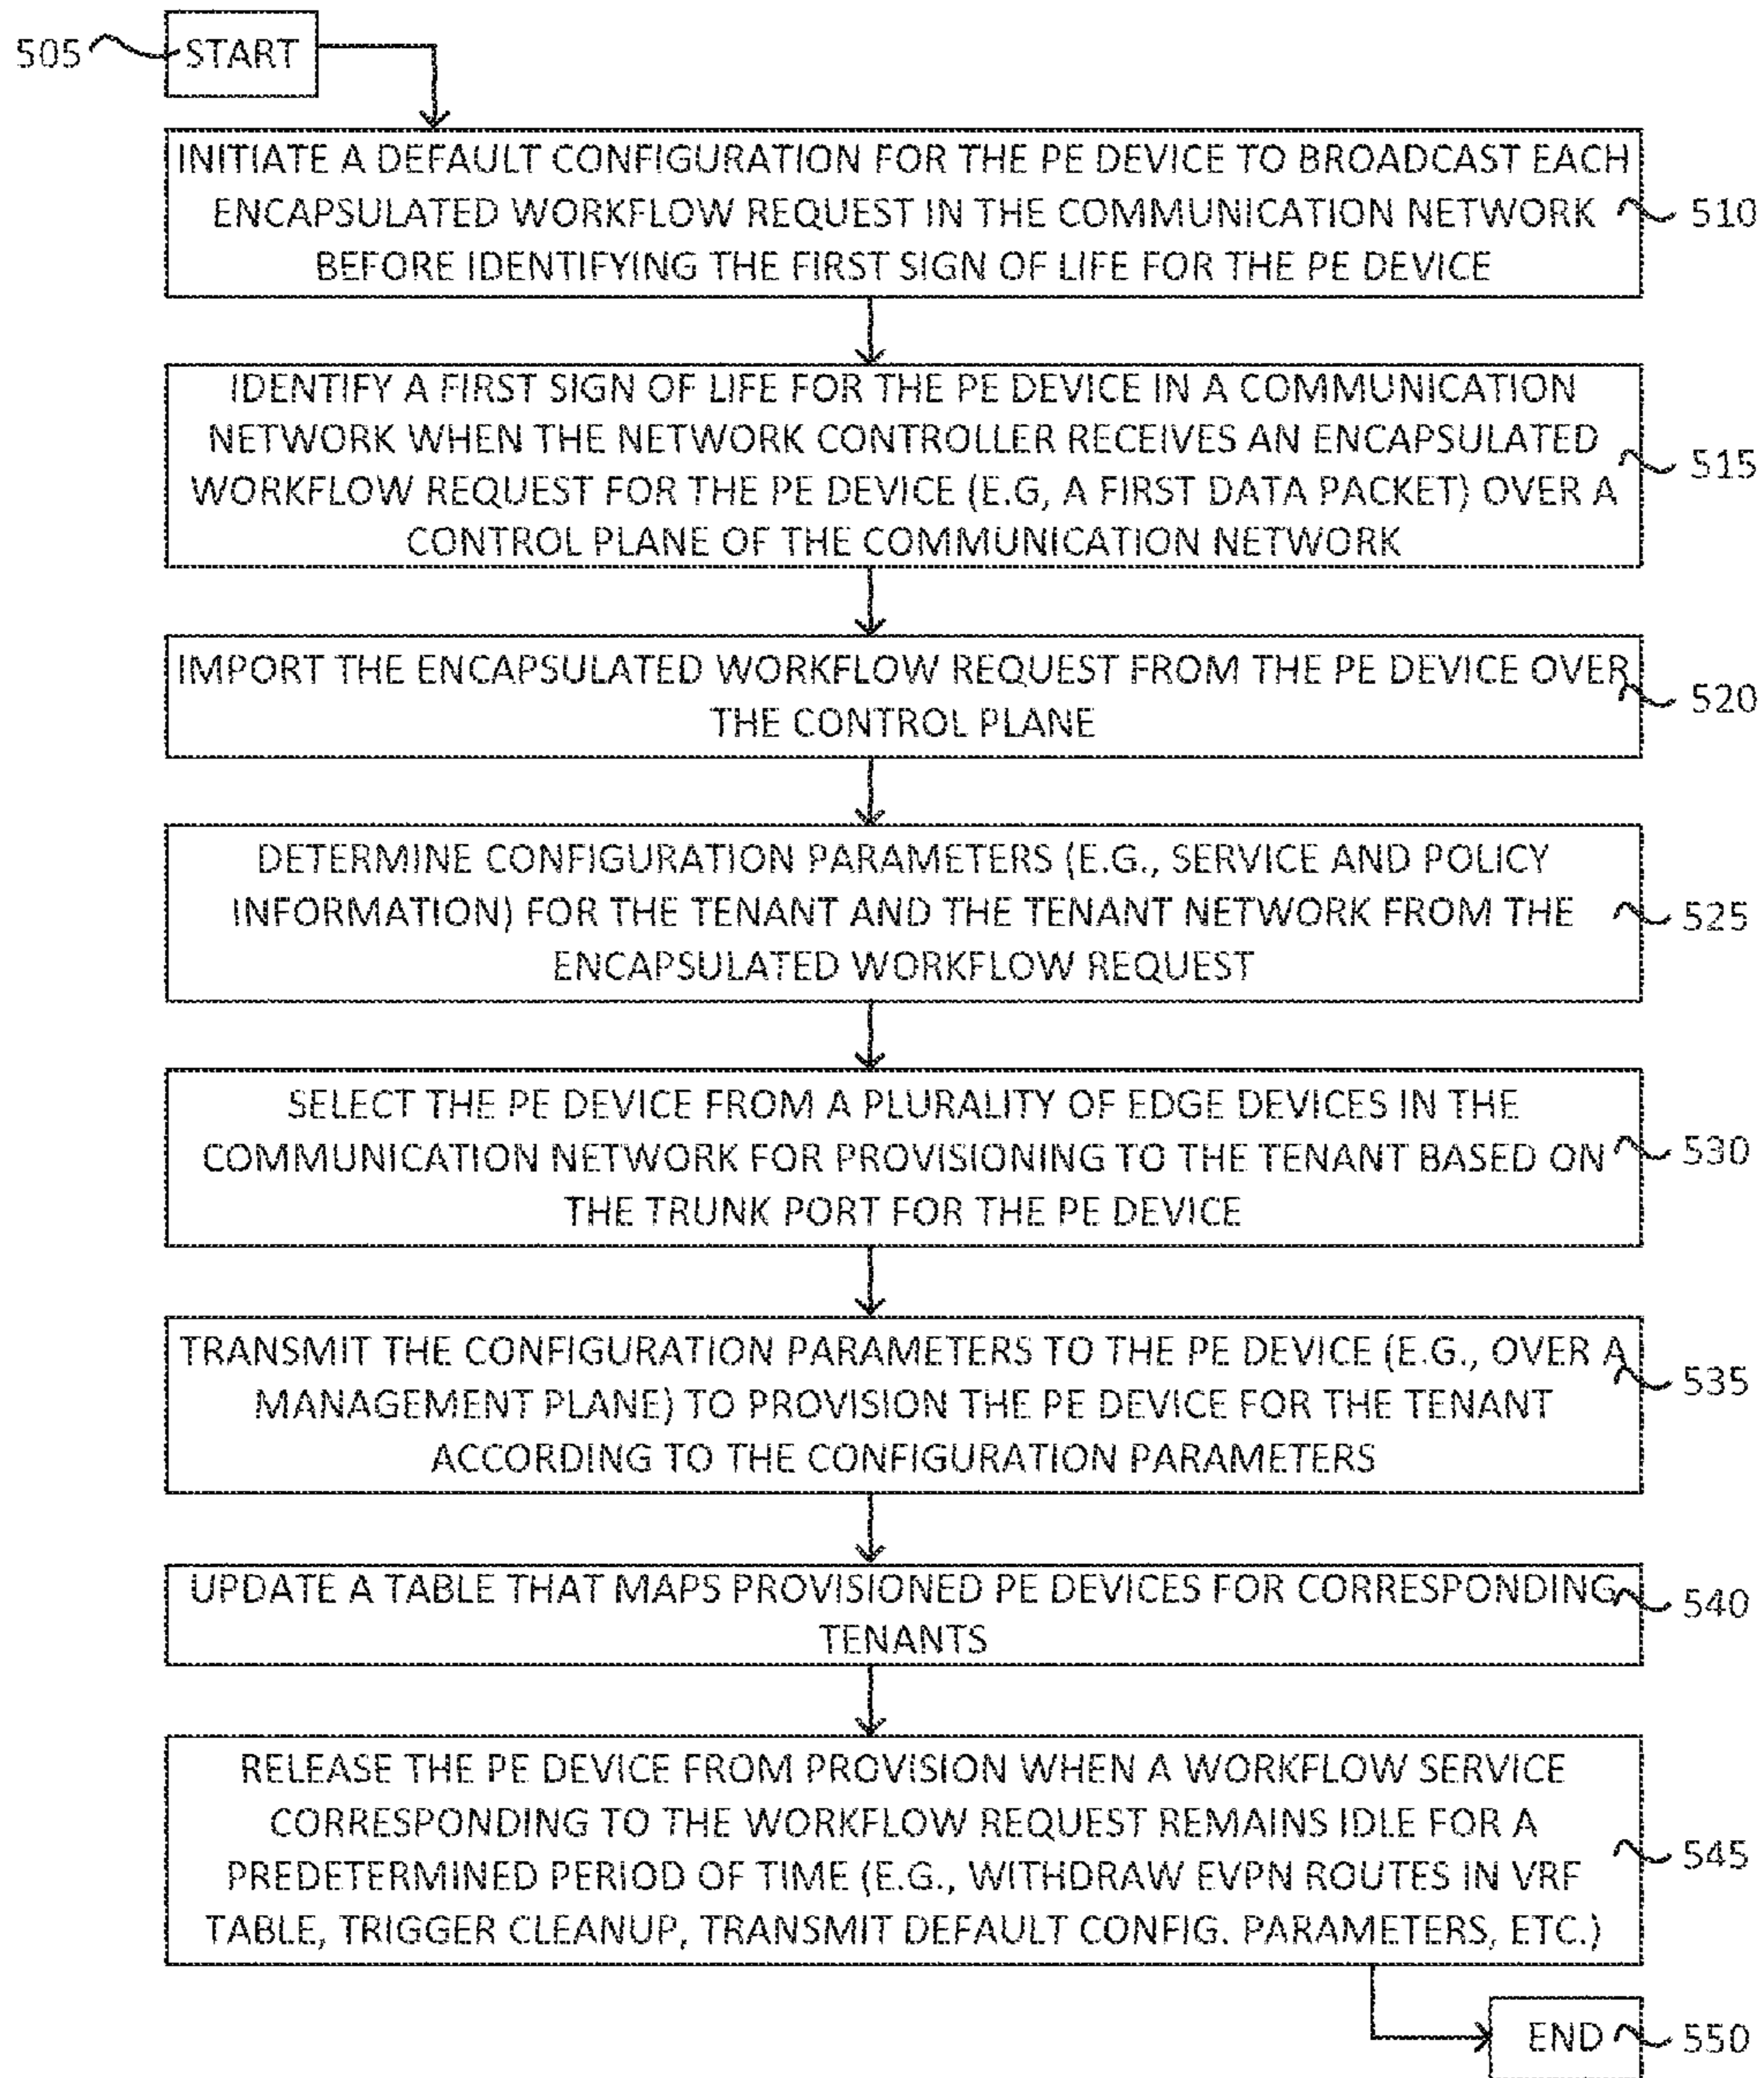 505 START
INITIATE A DEFAULT CONFIGURATION FOR THE PE DEVICE TO BROADCAST EACH
ENCAPSULATED WORKFLOW REQUEST IN THE COMMUNICATION NETWORK
BEFORE IDENTIFYING THE FIRST SIGN OF LIFE FOR THE PE DEVICE
510
IDENTIFY A FIRST SIGN OF LIFE FOR THE PE DEVICE IN A COMMUNICATION
NETWORK WHEN THE NETWORK CONTROLLER RECEIVES AN ENCAPSULATED
WORKFLOW REQUEST FOR THE PE DEVICE (E.G, A FIRST DATA PACKET) OVER A
CONTROL PLANE OF THE COMMUNICATION NETWORK
515
IMPORT THE ENCAPSULATED WORKFLOW REQUEST FROM THE PE DEVICE OVER
THE CONTROL PLANE
520
DETERMINE CONFIGURATION PARAMETERS (E.G., SERVICE AND POLICY
INFORMATION) FOR THE TENANT AND THE TENANT NETWORK FROM THE
ENCAPSULATED WORKFLOW REQUEST
525
SELECT THE PE DEVICE FROM A PLURALITY OF EDGE DEVICES IN THE
COMMUNICATION NETWORK FOR PROVISIONING TO THE TENANT BASED ON
THE TRUNK PORT FOR THE PE DEVICE
530
TRANSMIT THE CONFIGURATION PARAMETERS TO THE PE DEVICE (E.G., OVER A
MANAGEMENT PLANE) TO PROVISION THE PE DEVICE FOR THE TENANT
ACCORDING TO THE CONFIGURATION PARAMETERS
535
UPDATE A TABLE THAT MAPS PROVISIONED PE DEVICES FOR CORRESPONDING
TENANTS
540
RELEASE THE PE DEVICE FROM PROVISION WHEN A WORKFLOW SERVICE
CORRESPONDING TO THE WORKFLOW REQUEST REMAINS IDLE FOR A
PREDETERMINED PERIOD OF TIME (E.G., WITHDRAW EVPN ROUTES IN VRF
TABLE, TRIGGER CLEANUP, TRANSMIT DEFAULT CONFIG. PARAMETERS, ETC.)
545
END 550